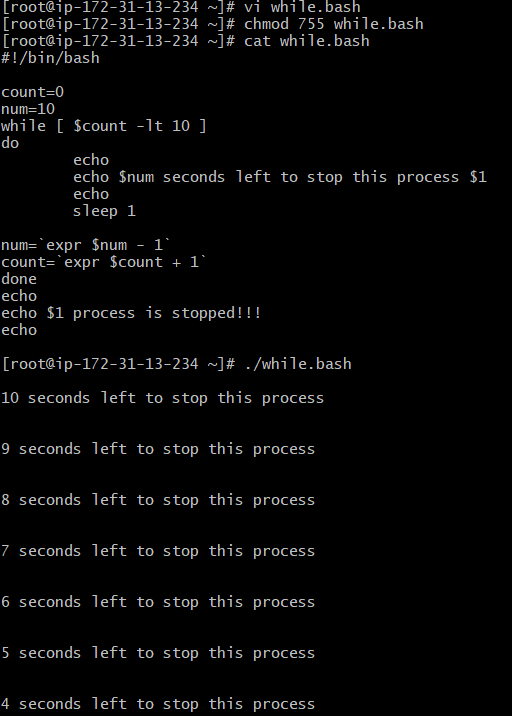 [root@ip-172-31-13-234 ~]# vi while.bash
[root@ip-172-31-13-234 ~]# chmod 755 while.bash
[root@ip-172-31-13-234 ~]# cat while.bash
#!/bin/bash
count=0
num=10
while [ $count -lt 10 ]
do
        echo
        echo $num seconds left to stop this process $1
        echo
        sleep 1
num=`expr $num - 1`
count=`expr $count + 1`
done
echo
echo $1 process is stopped!!!
echo
[root@ip-172-31-13-234 ~]# ./while.bash
10 seconds left to stop this process
9 seconds left to stop this process
8 seconds left to stop this process
7 seconds left to stop this process
6 seconds left to stop this process
5 seconds left to stop this process
4 seconds left to stop this process